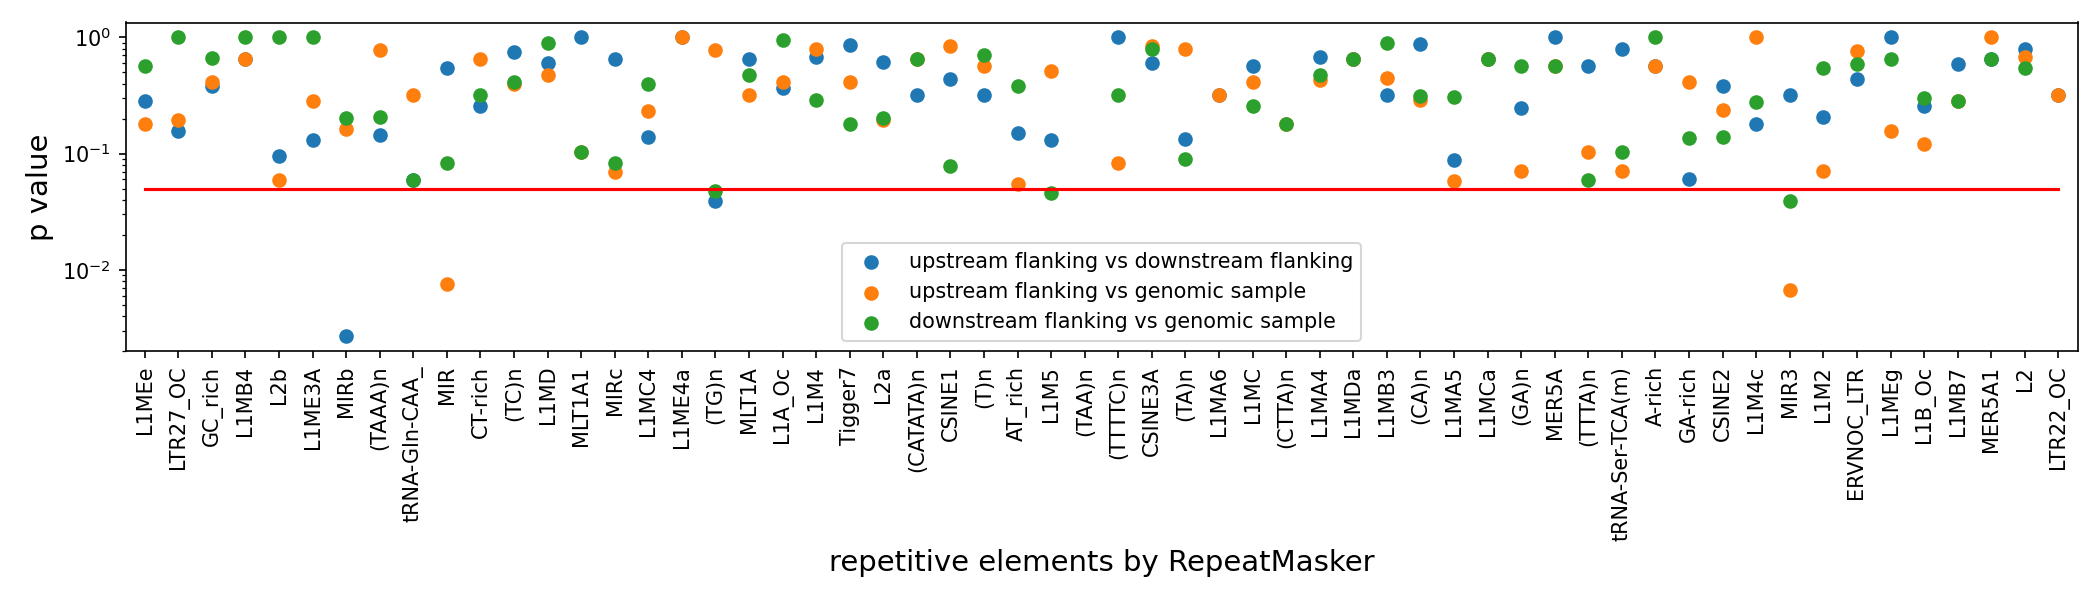 p value
10⁰
10⁻¹
10⁻²
upstream flanking vs downstream flanking
upstream flanking vs genomic sample
downstream flanking vs genomic sample
L1MEe
LTR27_OC
GC_rich
L1MB4
L2b
L1ME3A
MIRb
(TAAA)n
tRNA-Gln-CAA_
MIR
CT-rich
(TC)n
L1MD
MLT1A1
MIRc
L1MC4
L1ME4a
(TG)n
MLT1A
L1A_Oc
L1M4
Tigger7
L2a
(CATATA)n
CSINE1
(T)n
AT_rich
L1M5
(TAA)n
(TTTTC)n
CSINE3A
(TA)n
L1MA6
L1MC
(CTTA)n
L1MA4
L1MDa
L1MB3
(CA)n
L1MA5
L1MCa
(GA)n
MER5A
(TTTA)n
tRNA-Ser-TCA(m)
A-rich
GA-rich
CSINE2
L1M4c
MIR3
L1M2
ERVNOC_LTR
L1MEg
L1B_Oc
L1MB7
MER5A1
L2
LTR22_OC
repetitive elements by RepeatMasker